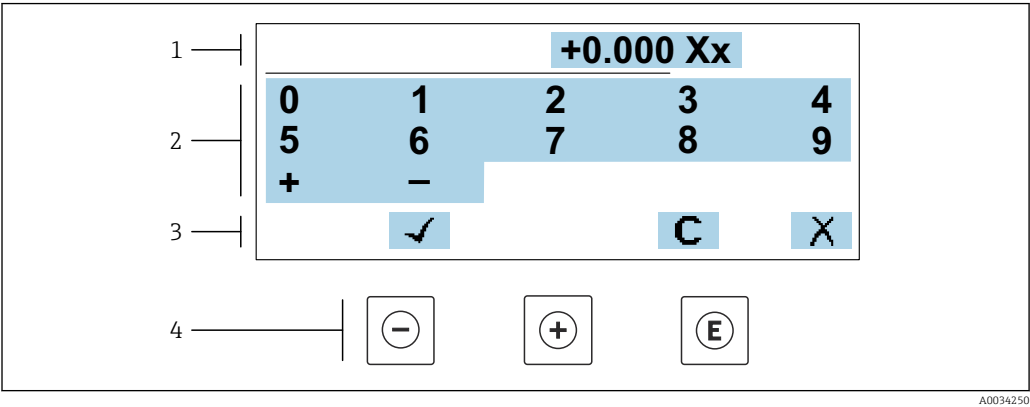 1 +0.000 Xx
0 1 2 3 4
2 5 6 7 8 9
+ −
3 ✓ C X
4 − + E
A0034250